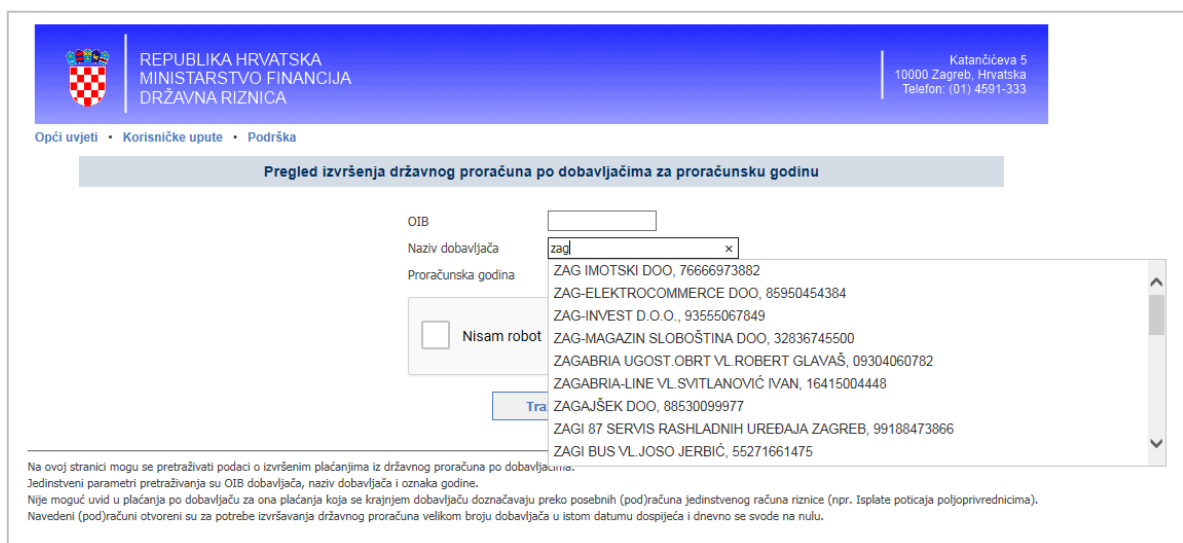 REPUBLIKA HRVATSKA
MINISTARSTVO FINANCIJA
DRŽAVNA RIZNICA
Katančićeva 5
10000 Zagreb, Hrvatska
Telefon: (01) 4591-333
Opći uvjeti • Korisničke upute • Podrška
Pregled izvršenja državnog proračuna po dobavljačima za proračunsku godinu
OIB
Naziv dobavljača zag ×
Proračunska godina
ZAG IMOTSKI DOO, 76666973882
ZAG-ELEKTROCOMMERCE DOO, 85950454384
ZAG-INVEST D.O.O., 93555067849
ZAG-MAGAZIN SLOBOŠTINA DOO, 32836745500
ZAGABRIA UGOST.OBRT VL.ROBERT GLAVAŠ, 09304060782
ZAGABRIA-LINE VL.SVITLANOVIĆ IVAN, 16415004448
ZAGAJŠEK DOO, 88530099977
ZAGI 87 SERVIS RASHLADNIH UREĐAJA ZAGREB, 99188473866
ZAGI BUS VL.JOSO JERBIĆ, 55271661475
Nisam robot
Tra
Na ovoj stranici mogu se pretraživati podaci o izvršenim plaćanjima iz državnog proračuna po dobavljačima.
Jedinstveni parametri pretraživanja su OIB dobavljača, naziv dobavljača i oznaka godine.
Nije moguć uvid u plaćanja po dobavljaču za ona plaćanja koja se krajnjem dobavljaču doznačavaju preko posebnih (pod)računa jedinstvenog računa riznice (npr. Isplate poticaja poljoprivrednicima).
Navedeni (pod)računi otvoreni su za potrebe izvršavanja državnog proračuna velikom broju dobavljača u istom datumu dospijeća i dnevno se svode na nulu.